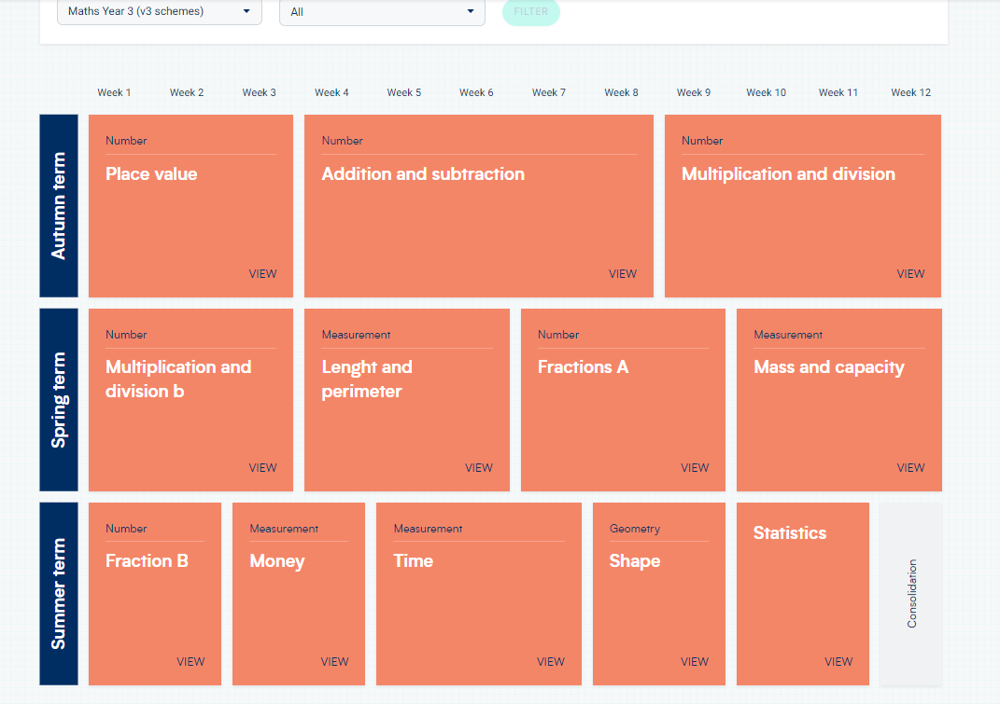 Maths Year 3 (v3 schemes) All FILTER
Week 1 Week 2 Week 3 Week 4 Week 5 Week 6 Week 7 Week 8 Week 9 Week 10 Week 11 Week 12
Autumn term
Number
Place value
VIEW
Number
Addition and subtraction
VIEW
Number
Multiplication and division
VIEW
Spring term
Number
Multiplication and
division b
VIEW
Measurement
Lenght and
perimeter
VIEW
Number
Fractions A
VIEW
Measurement
Mass and capacity
VIEW
Summer term
Number
Fraction B
VIEW
Measurement
Money
VIEW
Measurement
Time
VIEW
Geometry
Shape
VIEW
Statistics
VIEW
Consolidation